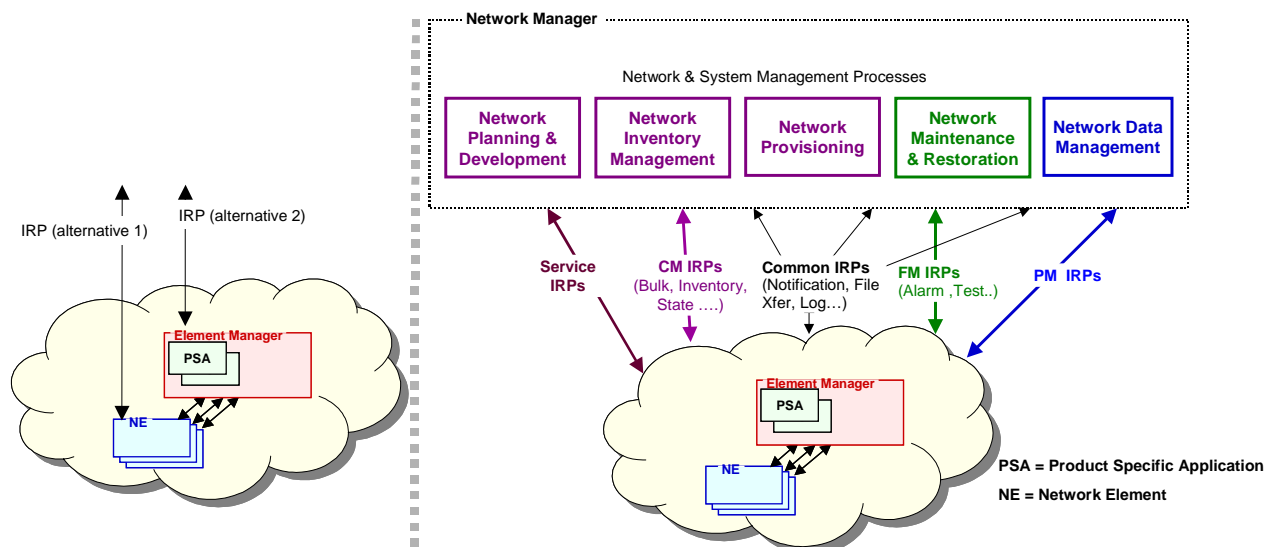 Network Manager
Network & System Management Processes
Network
Planning &
Development
Network
Inventory
Management
Network
Provisioning
Network
Maintenance
& Restoration
Network Data
Management
IRP (alternative 1)
IRP (alternative 2)
Element Manager
PSA
NE
Service
IRPs
CM IRPs
(Bulk, Inventory,
State ….)
Common IRPs
(Notification, File
Xfer, Log…)
FM IRPs
(Alarm ,Test..)
PM IRPs
Element Manager
PSA
NE
PSA = Product Specific Application
NE = Network Element